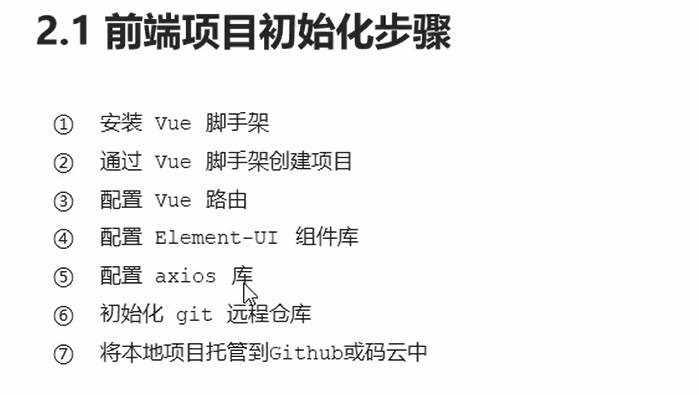 2.1 前端项目初始化步骤
① 安装 Vue 脚手架
② 通过 Vue 脚手架创建项目
③ 配置 Vue 路由
④ 配置 Element-UI 组件库
⑤ 配置 axios 库
⑥ 初始化 git 远程仓库
⑦ 将本地项目托管到Github或码云中